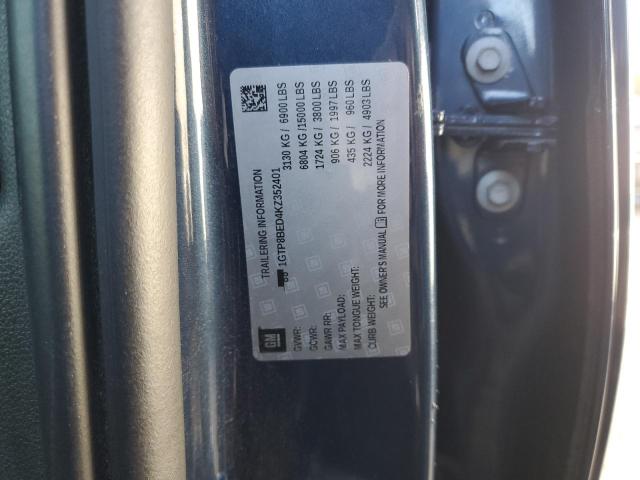 TRAILERING INFORMATION
1GTP8BED4KZ352401
GVWR: 3130 KG / 6900 LBS
GCWR: 6804 KG /15000 LBS
GAWR RR: 1724 KG / 3800 LBS
MAX PAYLOAD: 906 KG / 1997 LBS
MAX TONGUE WEIGHT: 435 KG / 960 LBS
CURB WEIGHT: 2224 KG / 4903 LBS
SEE OWNER'S MANUAL FOR MORE INFORMATION
GM